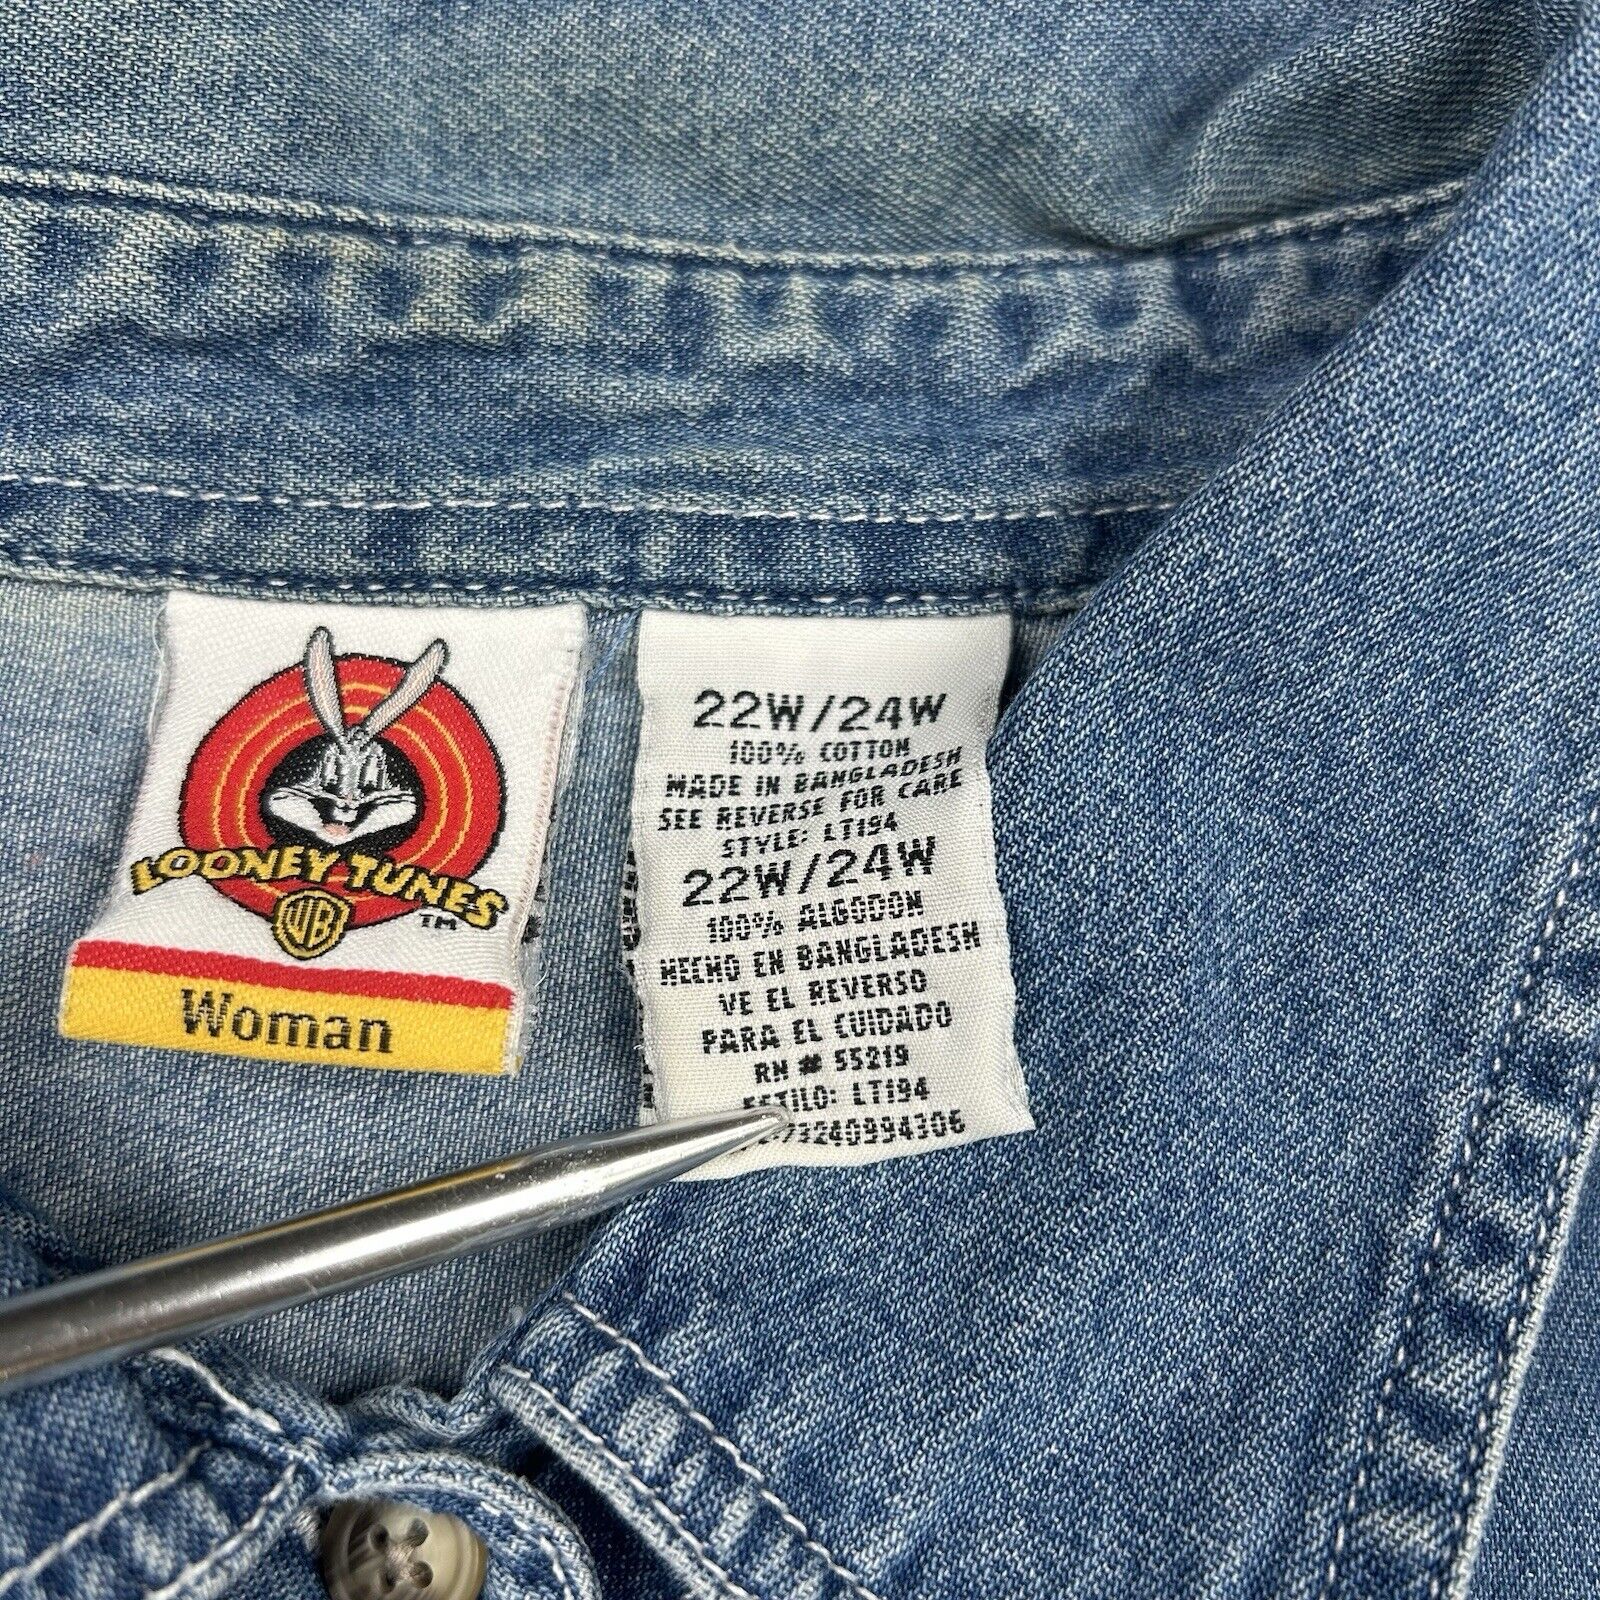 LOONEY TUNES
WB
TM
Woman
22W/24W
100% COTTON
MADE IN BANGLADESH
SEE REVERSE FOR CARE
STYLE: LT194
22W/24W
100% ALGODON
HECHO EN BANGLADESH
VE EL REVERSO
PARA EL CUIDADO
RN # 55219
ESTILO: LT194